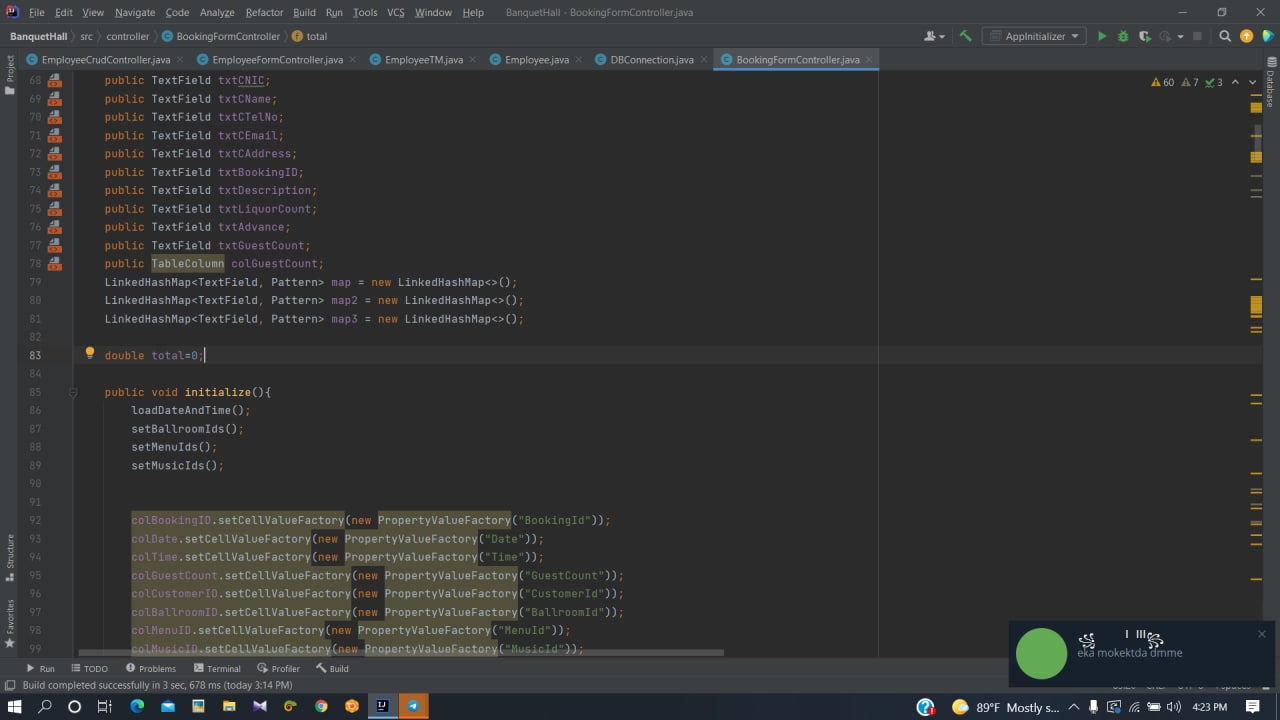 File Edit View Navigate Code Analyze Refactor Build Run Tools VCS Window Help BanquetHall - BookingFormController.java
BanquetHall src controller BookingFormController total AppInitializer
EmployeeCrudController.java EmployeeFormController.java EmployeeTM.java Employee.java DBConnection.java BookingFormController.java
Project
Database
60 7 3
68 public TextField txtCNIC;
69 public TextField txtCName;
70 public TextField txtCTelNo;
71 public TextField txtCEmail;
72 public TextField txtCAddress;
73 public TextField txtBookingID;
74 public TextField txtDescription;
75 public TextField txtLiquorCount;
76 public TextField txtAdvance;
77 public TextField txtGuestCount;
78 public TableColumn colGuestCount;
79 LinkedHashMap<TextField, Pattern> map = new LinkedHashMap<>();
80 LinkedHashMap<TextField, Pattern> map2 = new LinkedHashMap<>();
81 LinkedHashMap<TextField, Pattern> map3 = new LinkedHashMap<>();
82
83 double total=0;
84
85 public void initialize(){
86 loadDateAndTime();
87 setBallroomIds();
88 setMenuIds();
89 setMusicIds();
90
91
92 colBookingID.setCellValueFactory(new PropertyValueFactory("BookingId"));
93 colDate.setCellValueFactory(new PropertyValueFactory("Date"));
94 colTime.setCellValueFactory(new PropertyValueFactory("Time"));
95 colGuestCount.setCellValueFactory(new PropertyValueFactory("GuestCount"));
96 colCustomerID.setCellValueFactory(new PropertyValueFactory("CustomerId"));
97 colBallroomID.setCellValueFactory(new PropertyValueFactory("BallroomId"));
98 colMenuID.setCellValueFactory(new PropertyValueFactory("MenuId"));
99 colMusicID.setCellValueFactory(new PropertyValueFactory("MusicId"));
Structure
Favorites
eka mokektda dmme
Run TODO Problems Terminal Profiler Build
Build completed successfully in 3 sec, 678 ms (today 3:14 PM)
89°F Mostly s... 4:23 PM